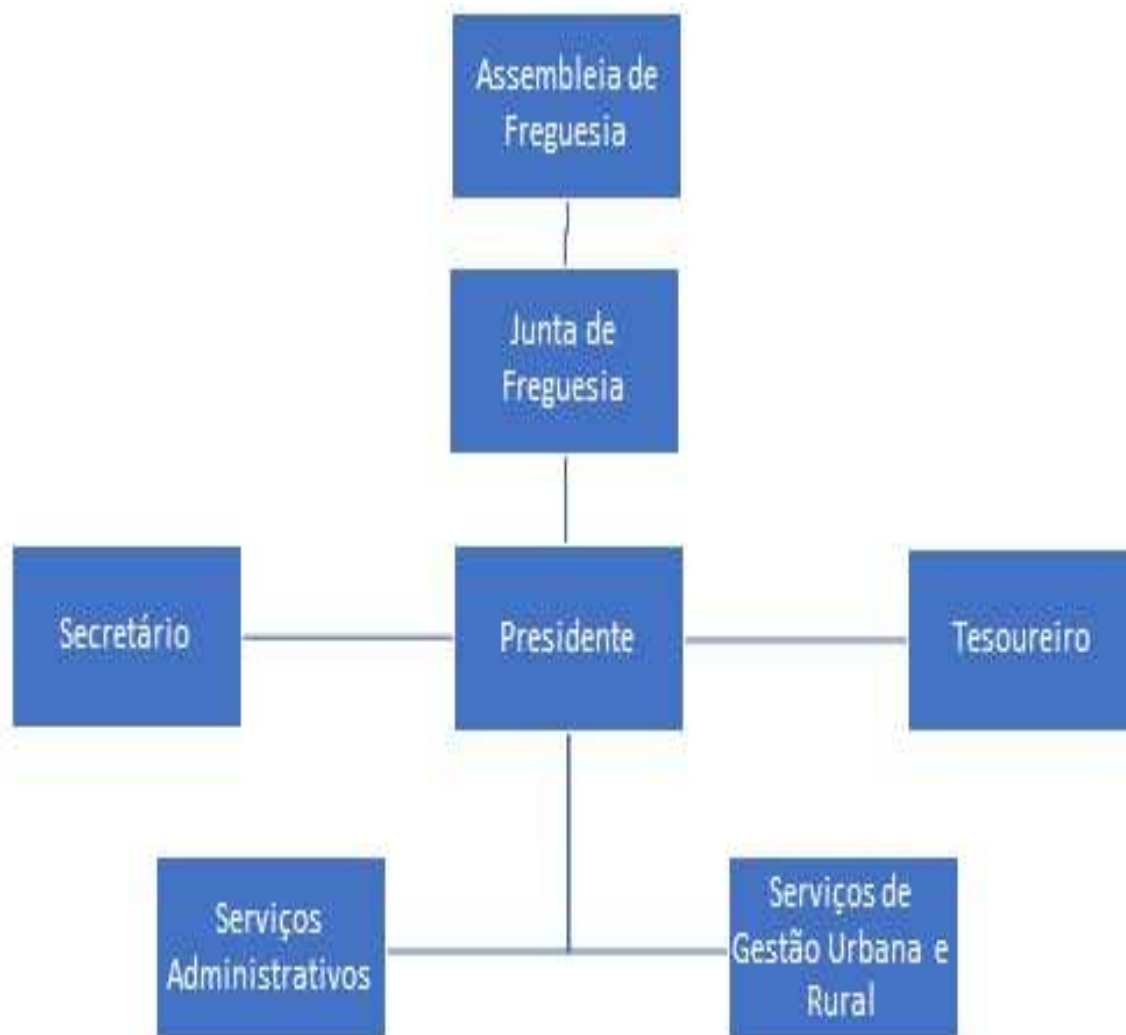 Assembleia de
Freguesia
Junta de
Freguesia
Secretário
Presidente
Tesoureiro
Serviços
Administrativos
Serviços de
Gestão Urbana e
Rural